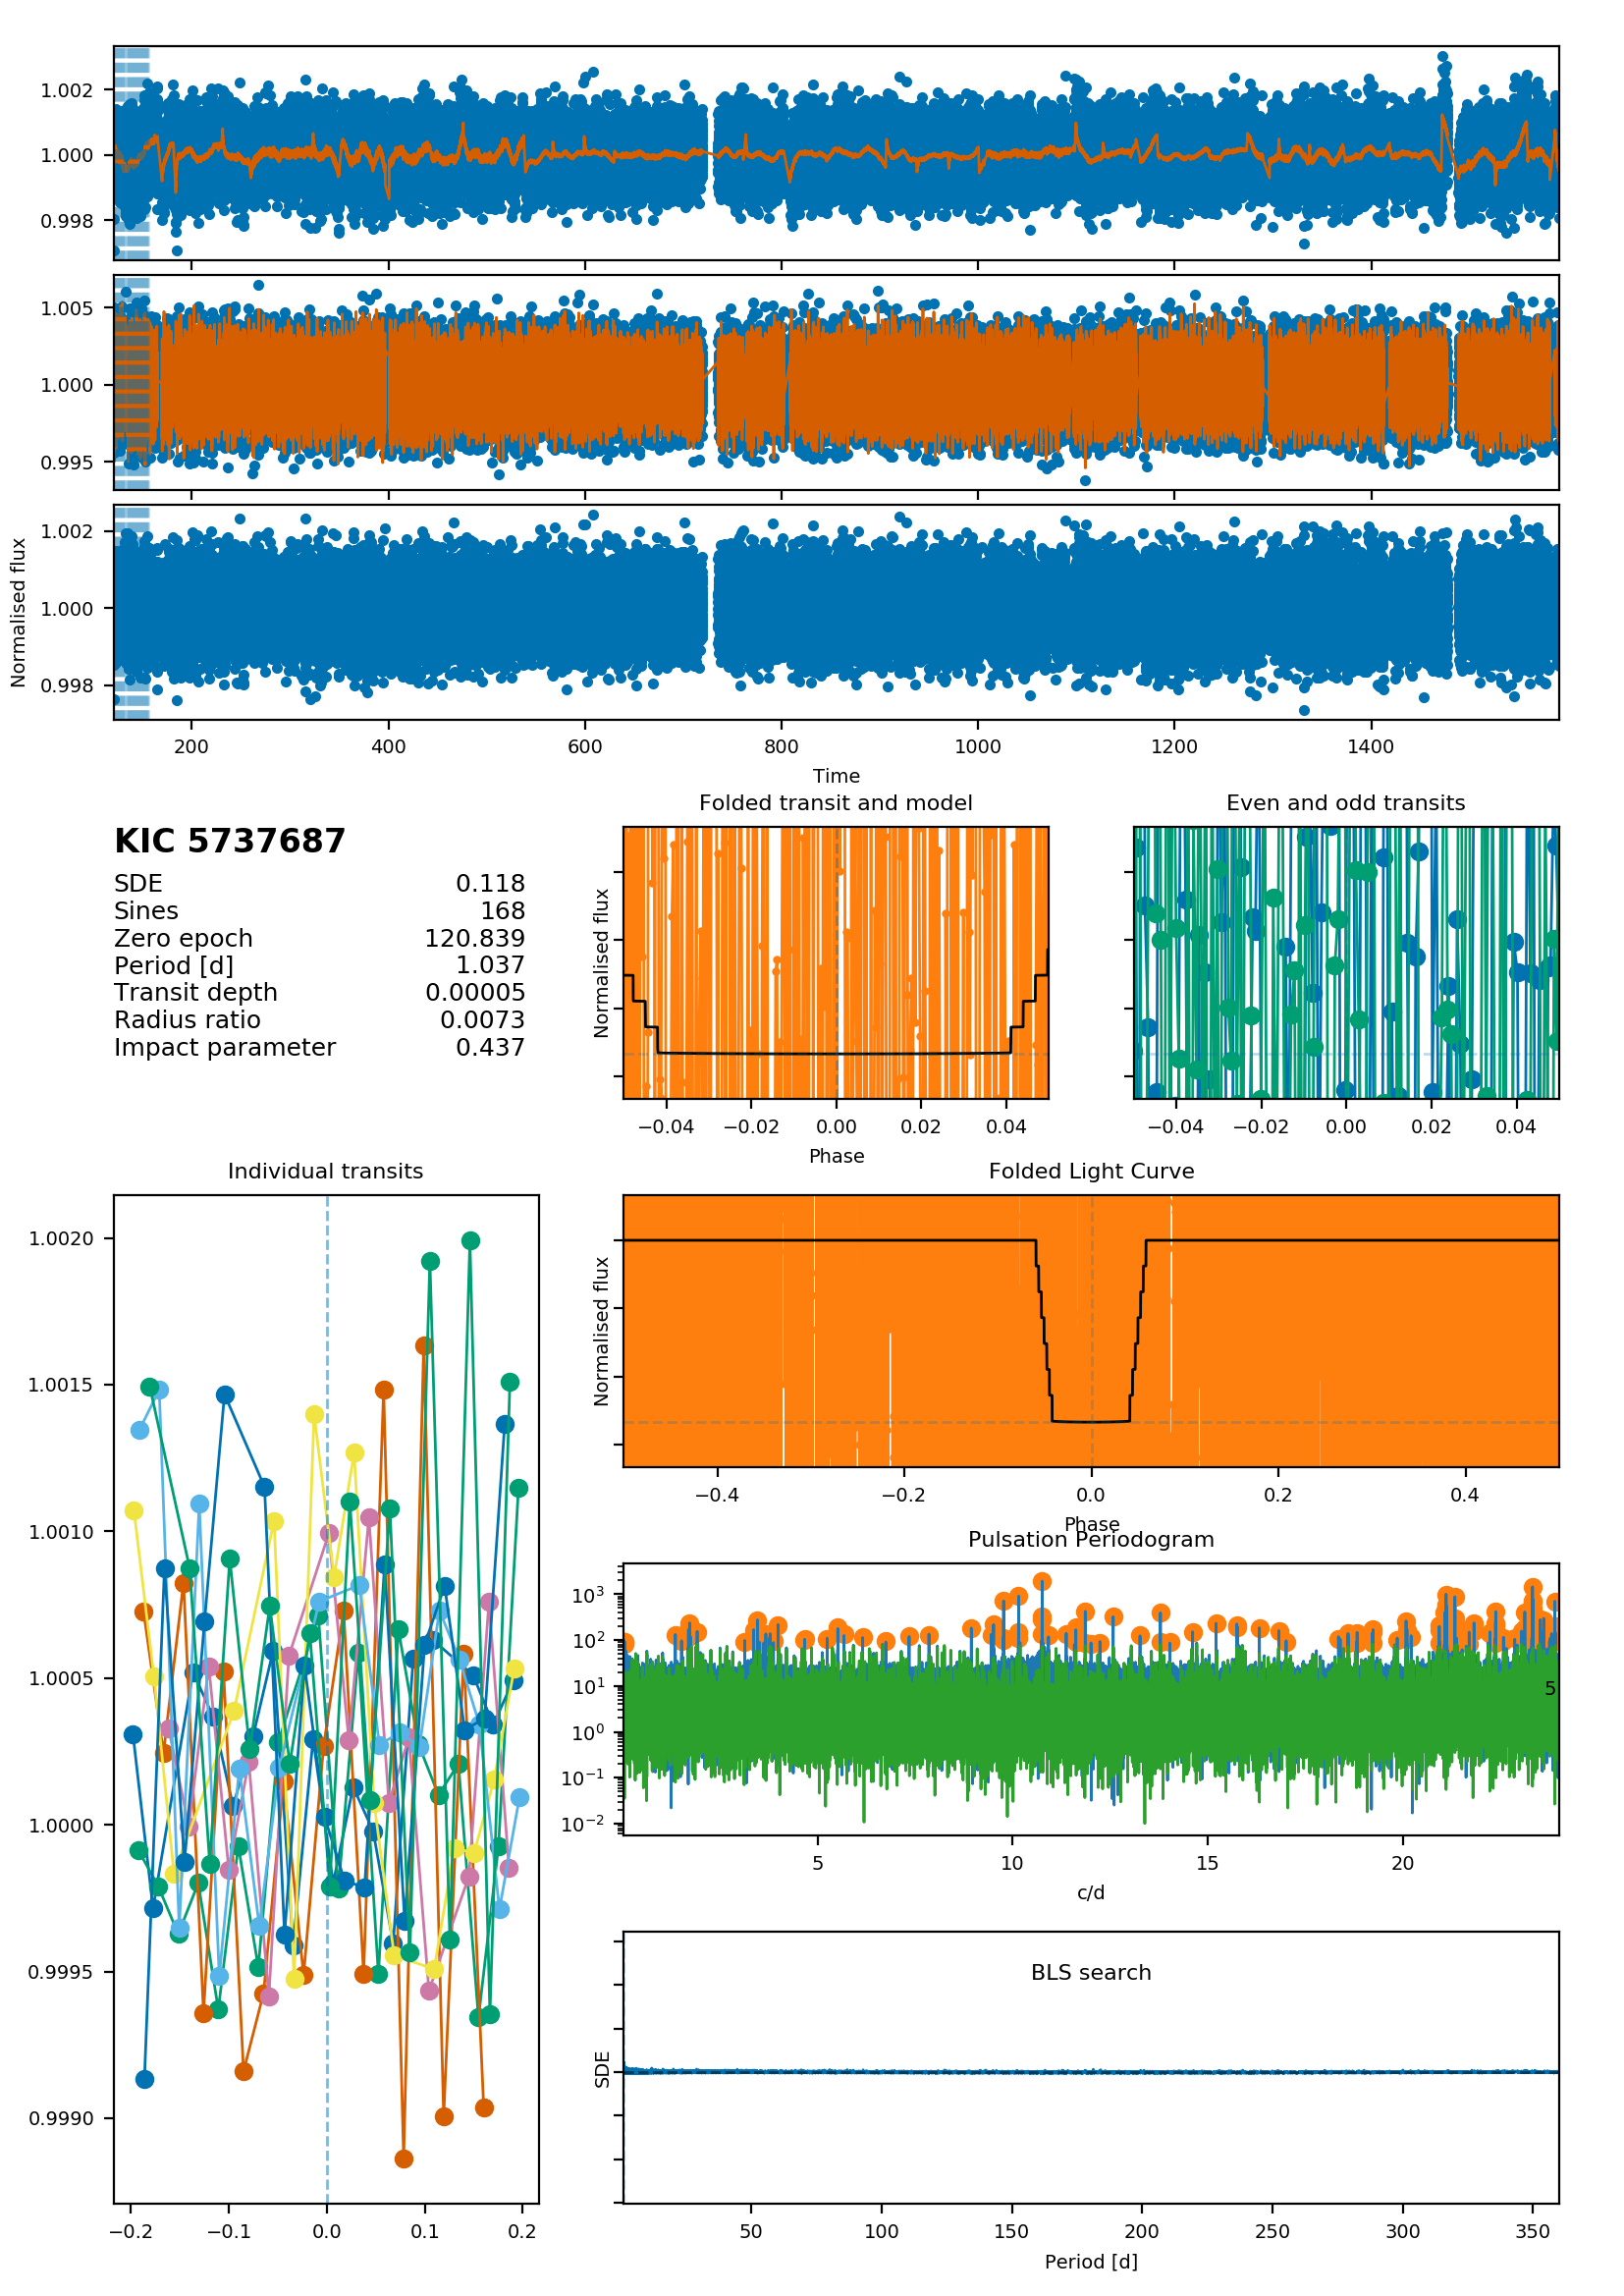 1.002
1.000
0.998
1.005
1.000
0.995
1.002
1.000
0.998
Normalised flux
200 400 600 800 1000 1200 1400
Time
KIC 5737687
SDE 0.118
Sines 168
Zero epoch 120.839
Period [d] 1.037
Transit depth 0.00005
Radius ratio 0.0073
Impact parameter 0.437
Folded transit and model
Normalised flux
−0.04 −0.02 0.00 0.02 0.04
Phase
Even and odd transits
−0.04 −0.02 0.00 0.02 0.04
Individual transits
1.0020
1.0015
1.0010
1.0005
1.0000
0.9995
0.9990
−0.2 −0.1 0.0 0.1 0.2
Folded Light Curve
Normalised flux
−0.4 −0.2 0.0 0.2 0.4
Phase
Pulsation Periodogram
10³
10²
10¹
10⁰
10⁻¹
10⁻²
5
5 10 15 20
c/d
BLS search
SDE
50 100 150 200 250 300 350
Period [d]